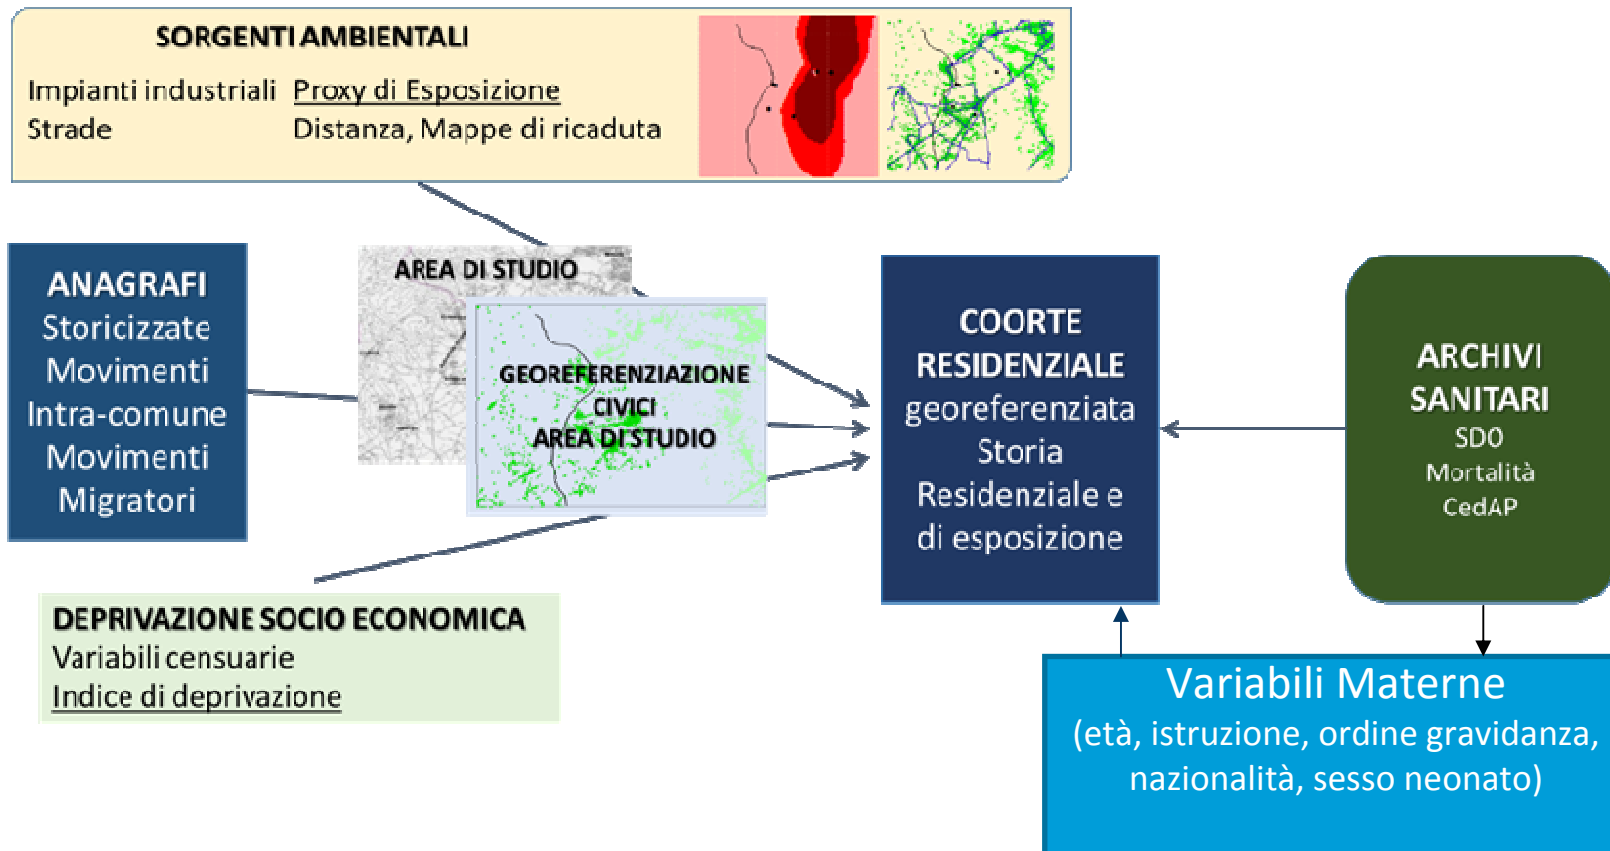 SORGENTI AMBIENTALI
Impianti industriali Proxy di Esposizione
Strade Distanza, Mappe di ricaduta
ANAGRAFI
Storicizzate
Movimenti
Intra-comune
Movimenti
Migratori
AREA DI STUDIO
GEOREFERENZIAZIONE
CIVICI
AREA DI STUDIO
COORTE
RESIDENZIALE
georeferenziata
Storia
Residenziale e
di esposizione
ARCHIVI
SANITARI
SDO
Mortalità
CedAP
DEPRIVAZIONE SOCIO ECONOMICA
Variabili censuarie
Indice di deprivazione
Variabili Materne
(età, istruzione, ordine gravidanza,
nazionalità, sesso neonato)